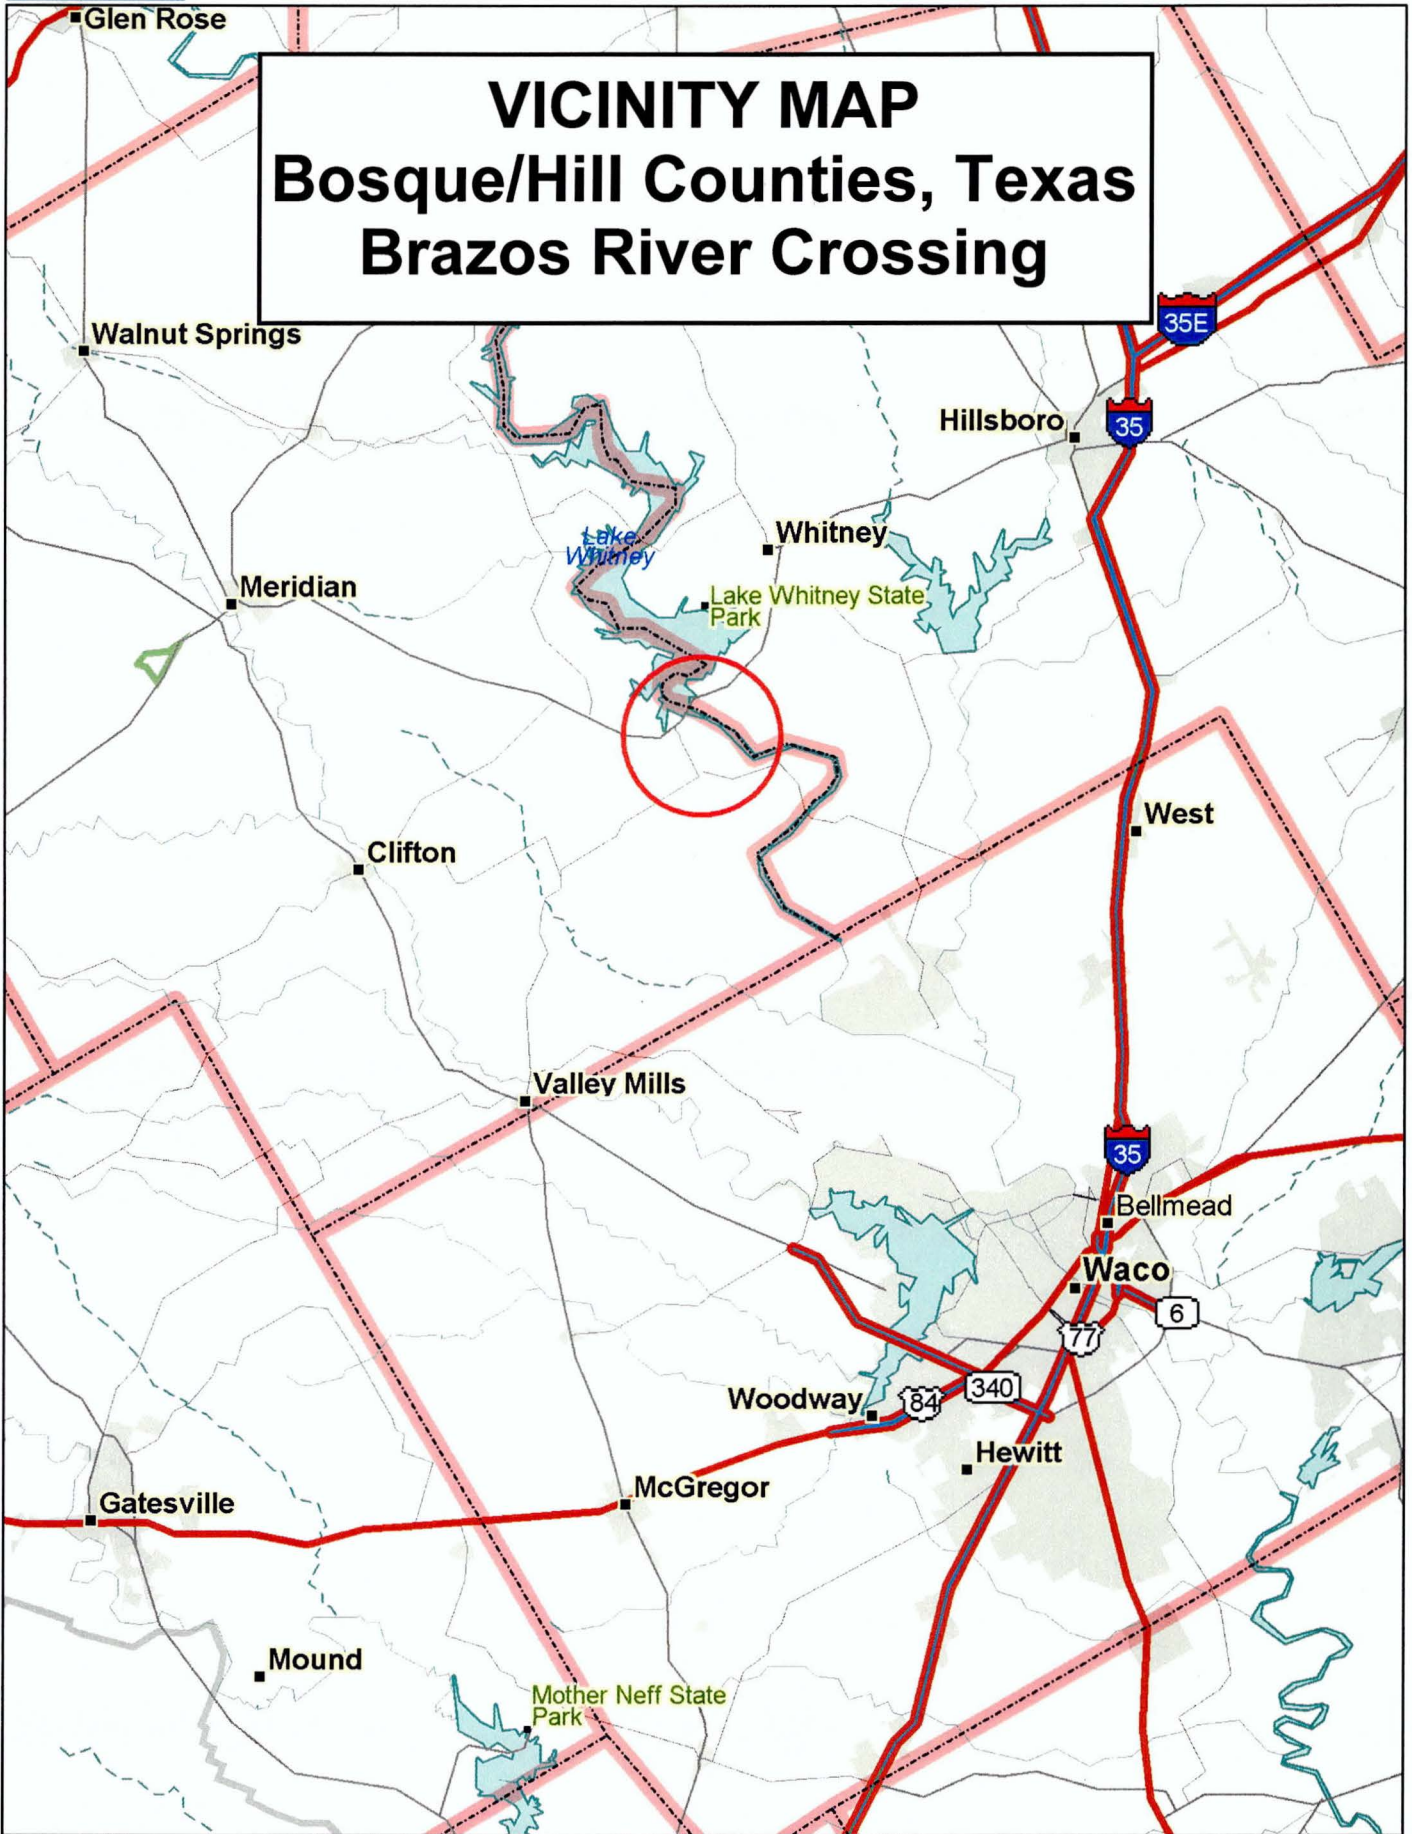 Glen Rose
VICINITY MAP
Bosque/Hill Counties, Texas
Brazos River Crossing
35E
Walnut Springs
Hillsboro
35
Whitney
Lake
Whitney
Meridian
Lake Whitney State
Park
West
Clifton
Valley Mills
35
Bellmead
Waco
6
77
340
Woodway
84
Hewitt
McGregor
Gatesville
Mound
Mother Neff State
Park